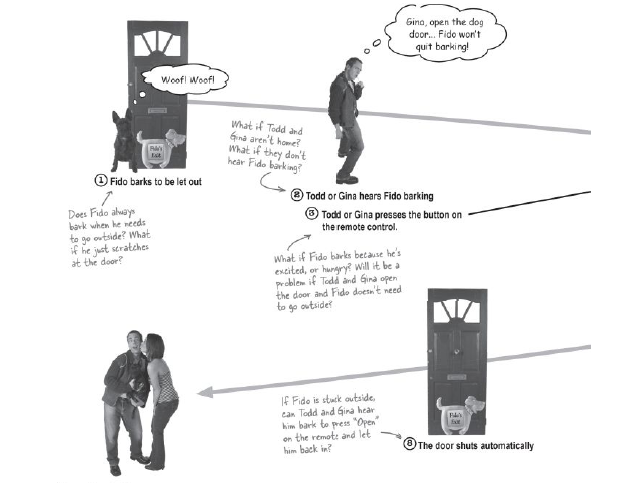 Gina, open the dog
door... Fido won't
quit barking!
Woof! Woof!
Fido's
Exit
① Fido barks to be let out
What if Todd and
Gina aren't home?
What if they don't
hear Fido barking?
② Todd or Gina hears Fido barking
③ Todd or Gina presses the button on
the remote control.
Does Fido always
bark when he needs
to go outside? What
if he just scratches
at the door?
What if Fido barks because he's
excited, or hungry? Will it be a
problem if Todd and Gina open
the door and Fido doesn't need
to go outside?
If Fido is stuck outside,
can Todd and Gina hear
him bark to press "Open"
on the remote and let
him back in?
Fido's
Exit
⑧ The door shuts automatically